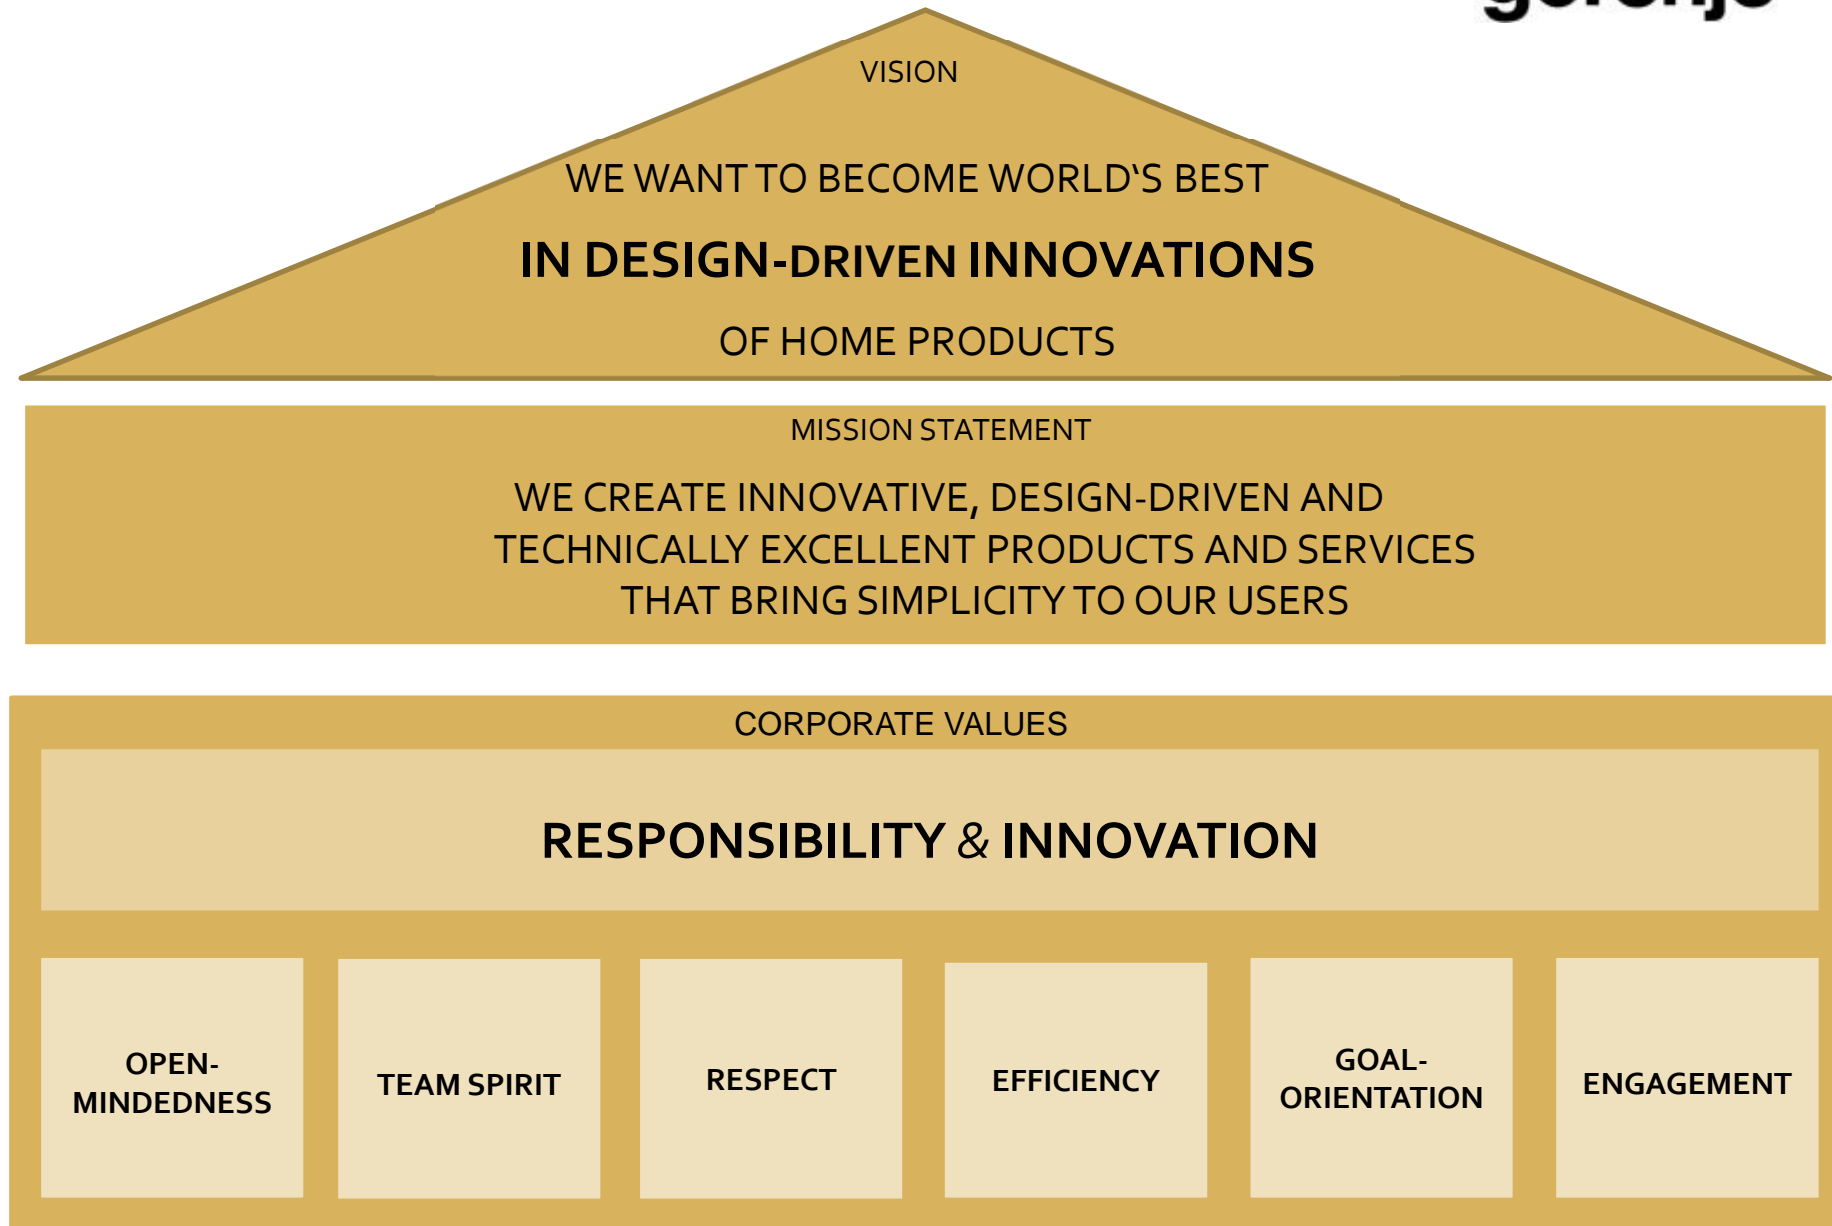 gorenje
VISION
WE WANT TO BECOME WORLD‘S BEST
IN DESIGN-DRIVEN INNOVATIONS
OF HOME PRODUCTS
MISSION STATEMENT
WE CREATE INNOVATIVE, DESIGN-DRIVEN AND
TECHNICALLY EXCELLENT PRODUCTS AND SERVICES
THAT BRING SIMPLICITY TO OUR USERS
CORPORATE VALUES
RESPONSIBILITY & INNOVATION
OPEN-
MINDEDNESS
TEAM SPIRIT
RESPECT
EFFICIENCY
GOAL-
ORIENTATION
ENGAGEMENT